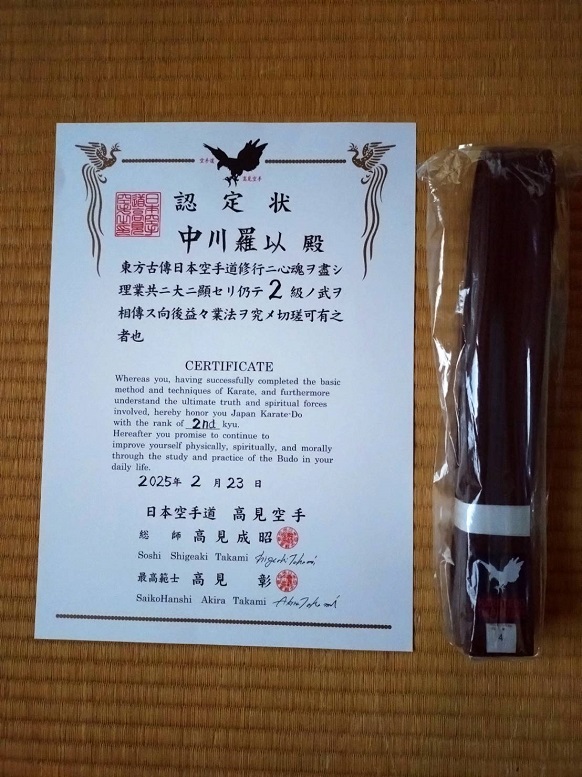 空手道
高見空手
認定状
中川羅以 殿
東方古傳日本空手道修行ニ心魂ヲ盡シ
理業共ニ大ニ顯セリ仍テ2級ノ武ヲ
相傳ス向後益々業法ヲ究メ切瑳可有之
者也
CERTIFICATE
Whereas you, having successfully completed the basic
method and techniques of Karate, and furthermore
understand the ultimate truth and spiritual forces
involved, hereby honor you Japan Karate-Do
with the rank of 2nd kyu.
Hereafter you promise to continue to
improve yourself physically, spiritually, and morally
through the study and practice of the Budo in your
daily life.
2025年 2月 23日
日本空手道 高見空手
総師 高見成昭
Soshi Shigeaki Takami Shigeaki Takami
最高範士 高見 彰
SaikoHanshi Akira Takami Akira Takami
4